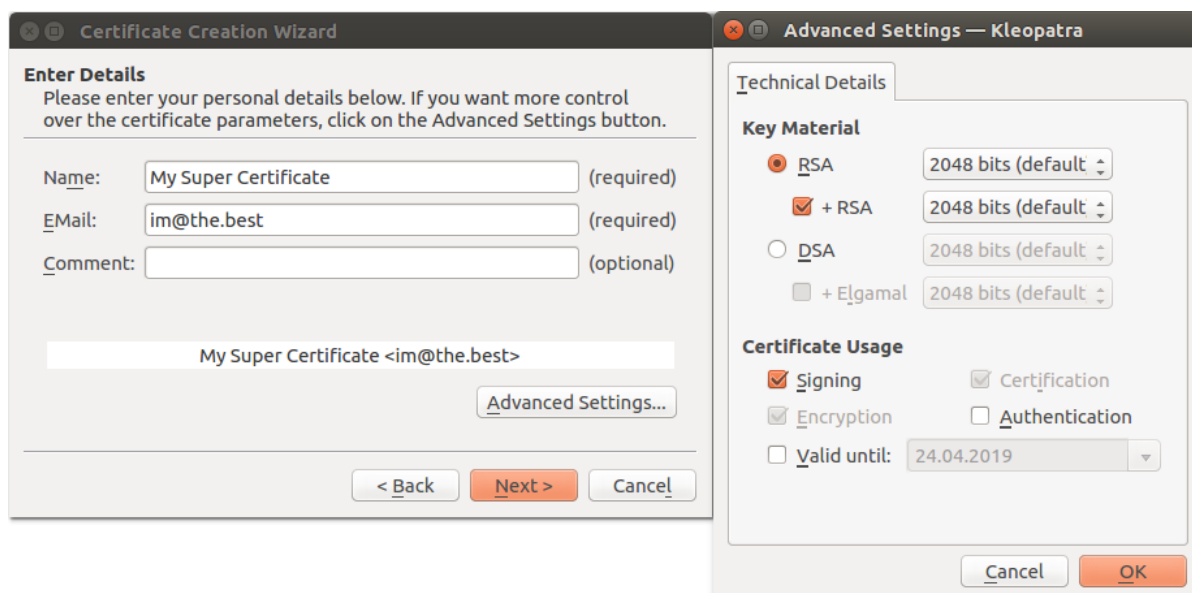 Certificate Creation Wizard
Enter Details
Please enter your personal details below. If you want more control
over the certificate parameters, click on the Advanced Settings button.
Name: My Super Certificate (required)
EMail: im@the.best (required)
Comment: (optional)
My Super Certificate <im@the.best>
Advanced Settings...
< Back Next > Cancel
Advanced Settings — Kleopatra
Technical Details
Key Material
RSA 2048 bits (default
+ RSA 2048 bits (default
DSA 2048 bits (default
+ Elgamal 2048 bits (default
Certificate Usage
Signing Certification
Encryption Authentication
Valid until: 24.04.2019
Cancel OK